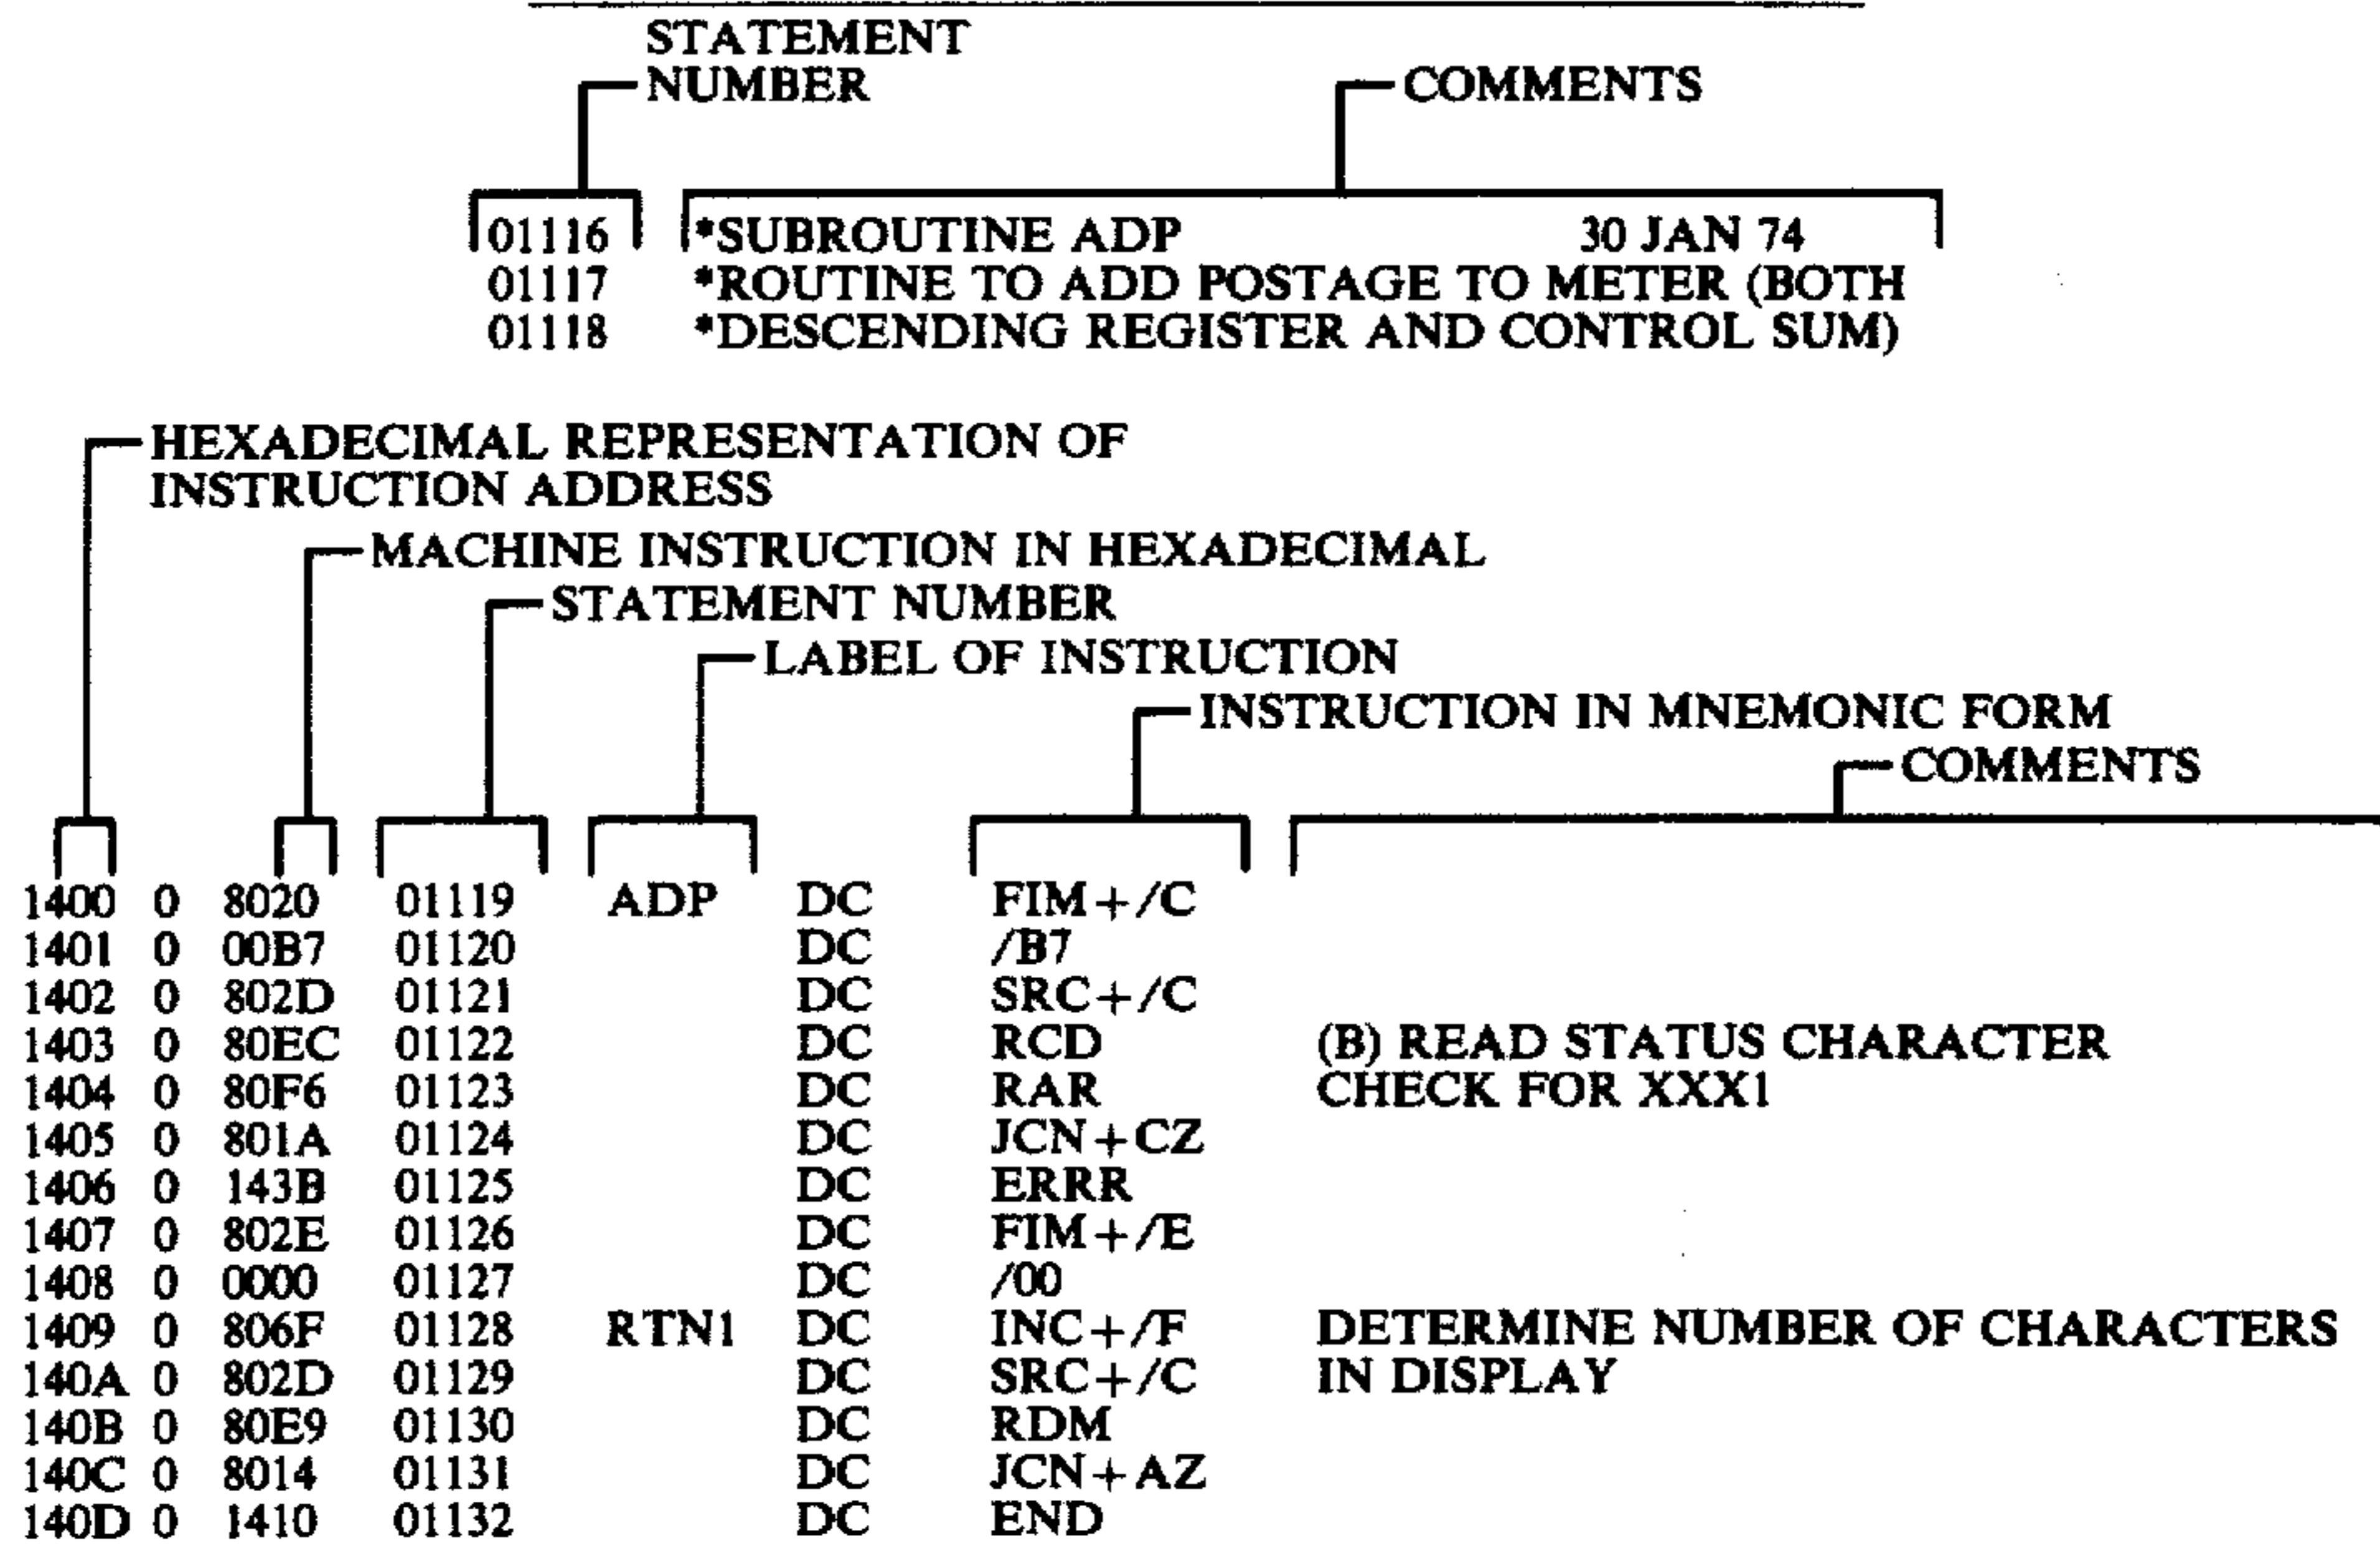 STATEMENT
NUMBER COMMENTS
01116 *SUBROUTINE ADP 30 JAN 74
01117 *ROUTINE TO ADD POSTAGE TO METER (BOTH
01118 *DESCENDING REGISTER AND CONTROL SUM)
HEXADECIMAL REPRESENTATION OF
INSTRUCTION ADDRESS
MACHINE INSTRUCTION IN HEXADECIMAL
STATEMENT NUMBER
LABEL OF INSTRUCTION
INSTRUCTION IN MNEMONIC FORM
COMMENTS
1400 0 8020 01119 ADP DC FIM+/C
1401 0 00B7 01120 DC /B7
1402 0 802D 01121 DC SRC+/C
1403 0 80EC 01122 DC RCD (B) READ STATUS CHARACTER
1404 0 80F6 01123 DC RAR CHECK FOR XXX1
1405 0 801A 01124 DC JCN+CZ
1406 0 143B 01125 DC ERRR
1407 0 802E 01126 DC FIM+/E
1408 0 0000 01127 DC /00
1409 0 806F 01128 RTN1 DC INC+/F DETERMINE NUMBER OF CHARACTERS
140A 0 802D 01129 DC SRC+/C IN DISPLAY
140B 0 80E9 01130 DC RDM
140C 0 8014 01131 DC JCN+AZ
140D 0 1410 01132 DC END